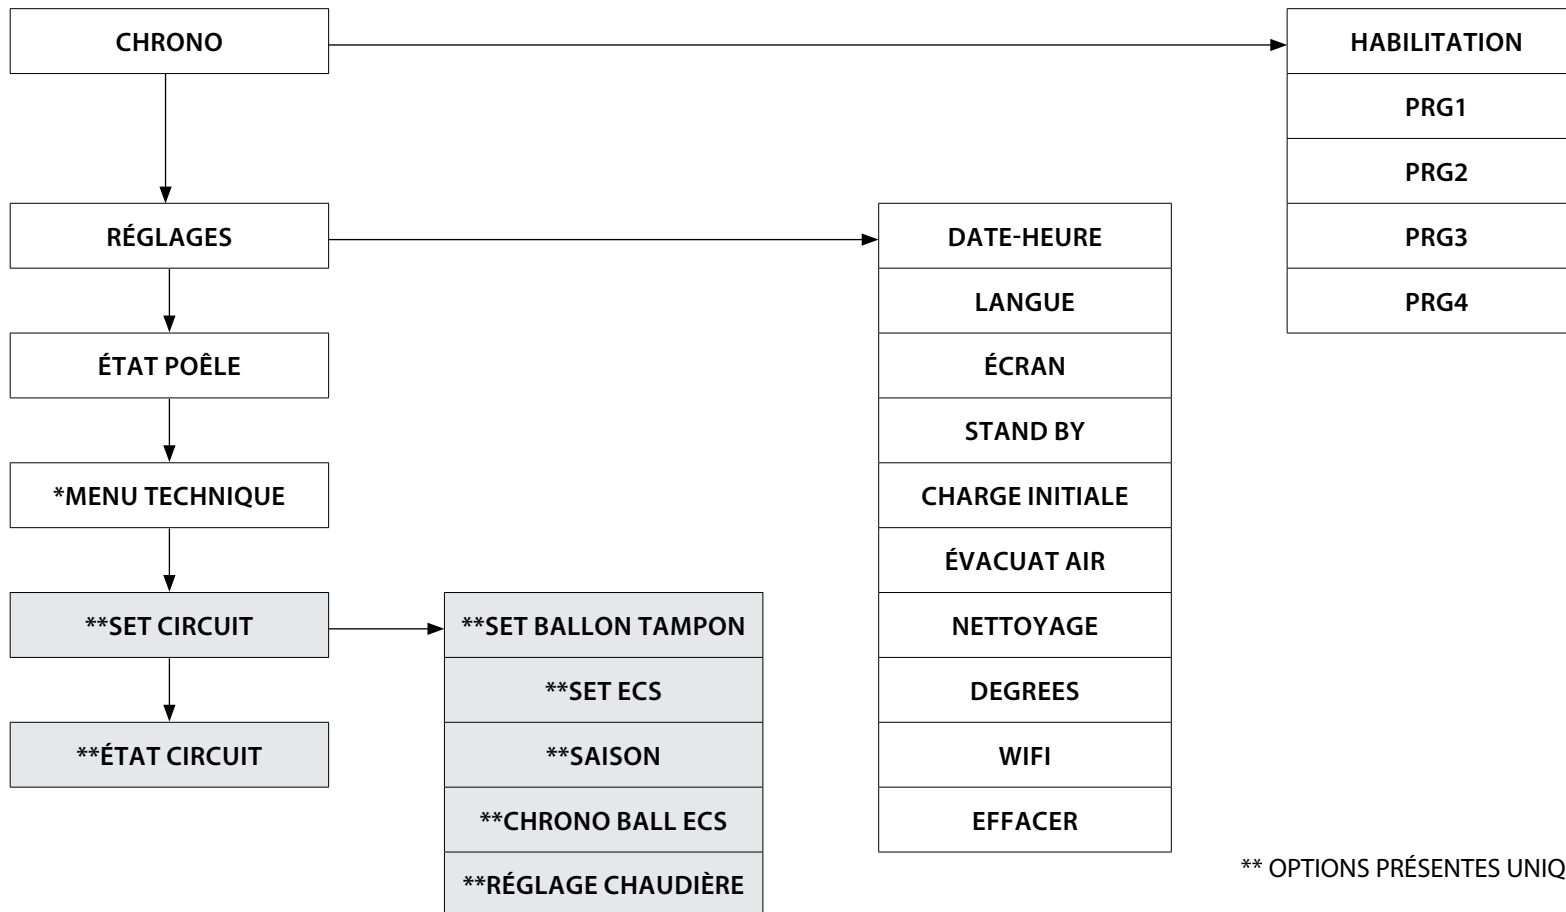 CHRONO
HABILITATION
PRG1
PRG2
PRG3
PRG4
RÉGLAGES
DATE-HEURE
LANGUE
ÉCRAN
STAND BY
CHARGE INITIALE
ÉVACUAT AIR
NETTOYAGE
DEGREES
WIFI
EFFACER
ÉTAT POÊLE
*MENU TECHNIQUE
**SET CIRCUIT
**SET BALLON TAMPON
**SET ECS
**SAISON
**CHRONO BALL ECS
**RÉGLAGE CHAUDIÈRE
**ÉTAT CIRCUIT
** OPTIONS PRÉSENTES